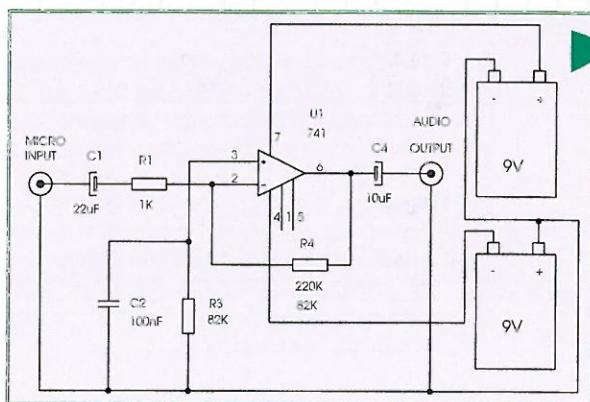 MICRO
INPUT
C1
22uF
R1
1K
3
2
7
U1
741
6
4
1
5
C4
10uF
AUDIO
OUTPUT
R4
220K
82K
C2
100nF
R3
82K
- +
9V
- +
9V